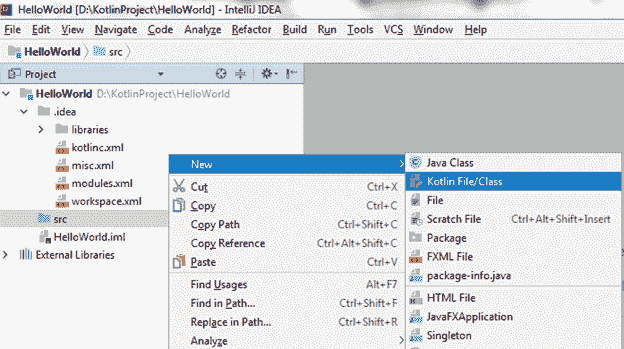 HelloWorld [D:\KotlinProject\HelloWorld] - IntelliJ IDEA
File Edit View Navigate Code Analyze Refactor Build Run Tools VCS Window Help
HelloWorld src
Project
HelloWorld D:\KotlinProject\HelloWorld
.idea
libraries
kotlinc.xml
misc.xml
modules.xml
workspace.xml
src
HelloWorld.iml
External Libraries
New
Cut Ctrl+X
Copy Ctrl+C
Copy Path Ctrl+Shift+C
Copy Reference Ctrl+Alt+Shift+C
Paste Ctrl+V
Find Usages Alt+F7
Find in Path... Ctrl+Shift+F
Replace in Path... Ctrl+Shift+R
Analyze
Java Class
Kotlin File/Class
File
Scratch File Ctrl+Alt+Shift+Insert
Package
FXML File
package-info.java
HTML File
JavaFXApplication
Singleton